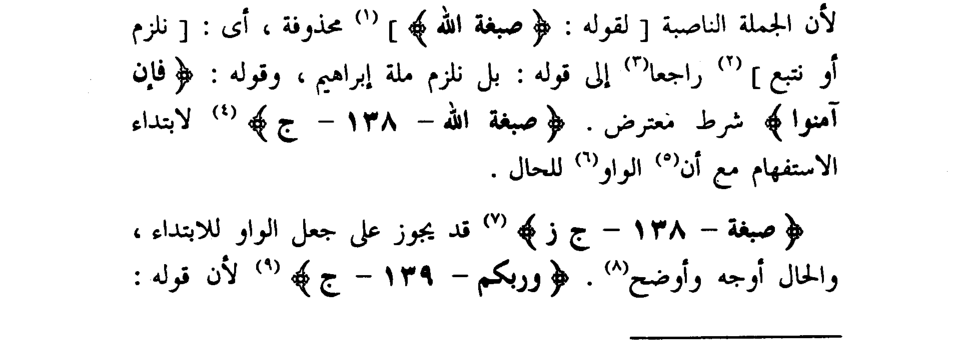 لأن الجملة الناصبة [ لقوله : ﴿ صبغة الله ﴾ ] (١) محذوفة ، أى : [ نلزم
أو نتبع ] (٢) راجعا(٣) إلى قوله : بل نلزم ملة إبراهيم ، وقوله : ﴿ فإن
آمنوا ﴾ شرط معترض . ﴿ صبغة الله – ١٣٨ – ج ﴾ (٤) لابتداء
الاستفهام مع أن(٥) الواو(٦) للحال .
﴿ صبغة – ١٣٨ – ج ز ﴾ (٧) قد يجوز على جعل الواو للابتداء ،
والحال أوجه وأوضح(٨) . ﴿ وربكم – ١٣٩ – ج ﴾ (٩) لأن قوله :